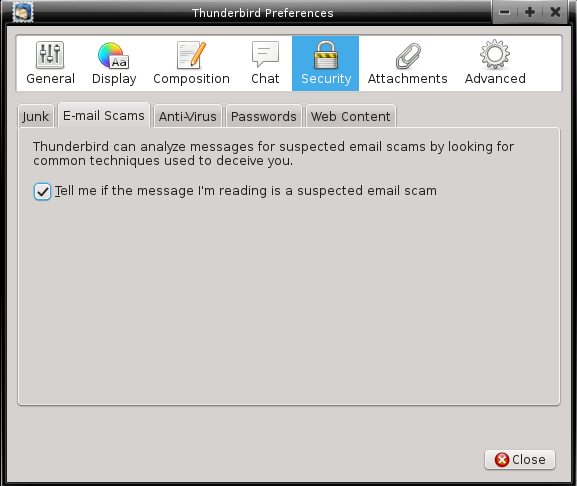 Thunderbird Preferences
General Display Composition Chat Security Attachments Advanced
Aa
Junk E-mail Scams Anti-Virus Passwords Web Content
Thunderbird can analyze messages for suspected email scams by looking for
common techniques used to deceive you.
Tell me if the message I'm reading is a suspected email scam
Close